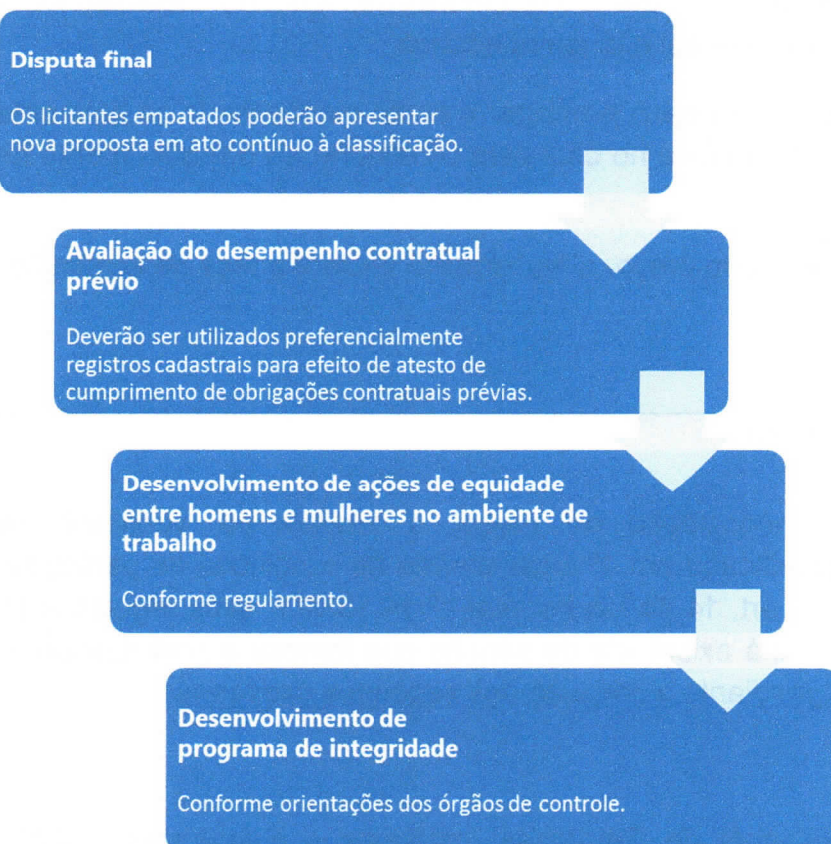 Disputa final
Os licitantes empatados poderão apresentar
nova proposta em ato contínuo à classificação.
Avaliação do desempenho contratual
prévio
Deverão ser utilizados preferencialmente
registros cadastrais para efeito de atesto de
cumprimento de obrigações contratuais prévias.
Desenvolvimento de ações de equidade
entre homens e mulheres no ambiente de
trabalho
Conforme regulamento.
Desenvolvimento de
programa de integridade
Conforme orientações dos órgãos de controle.